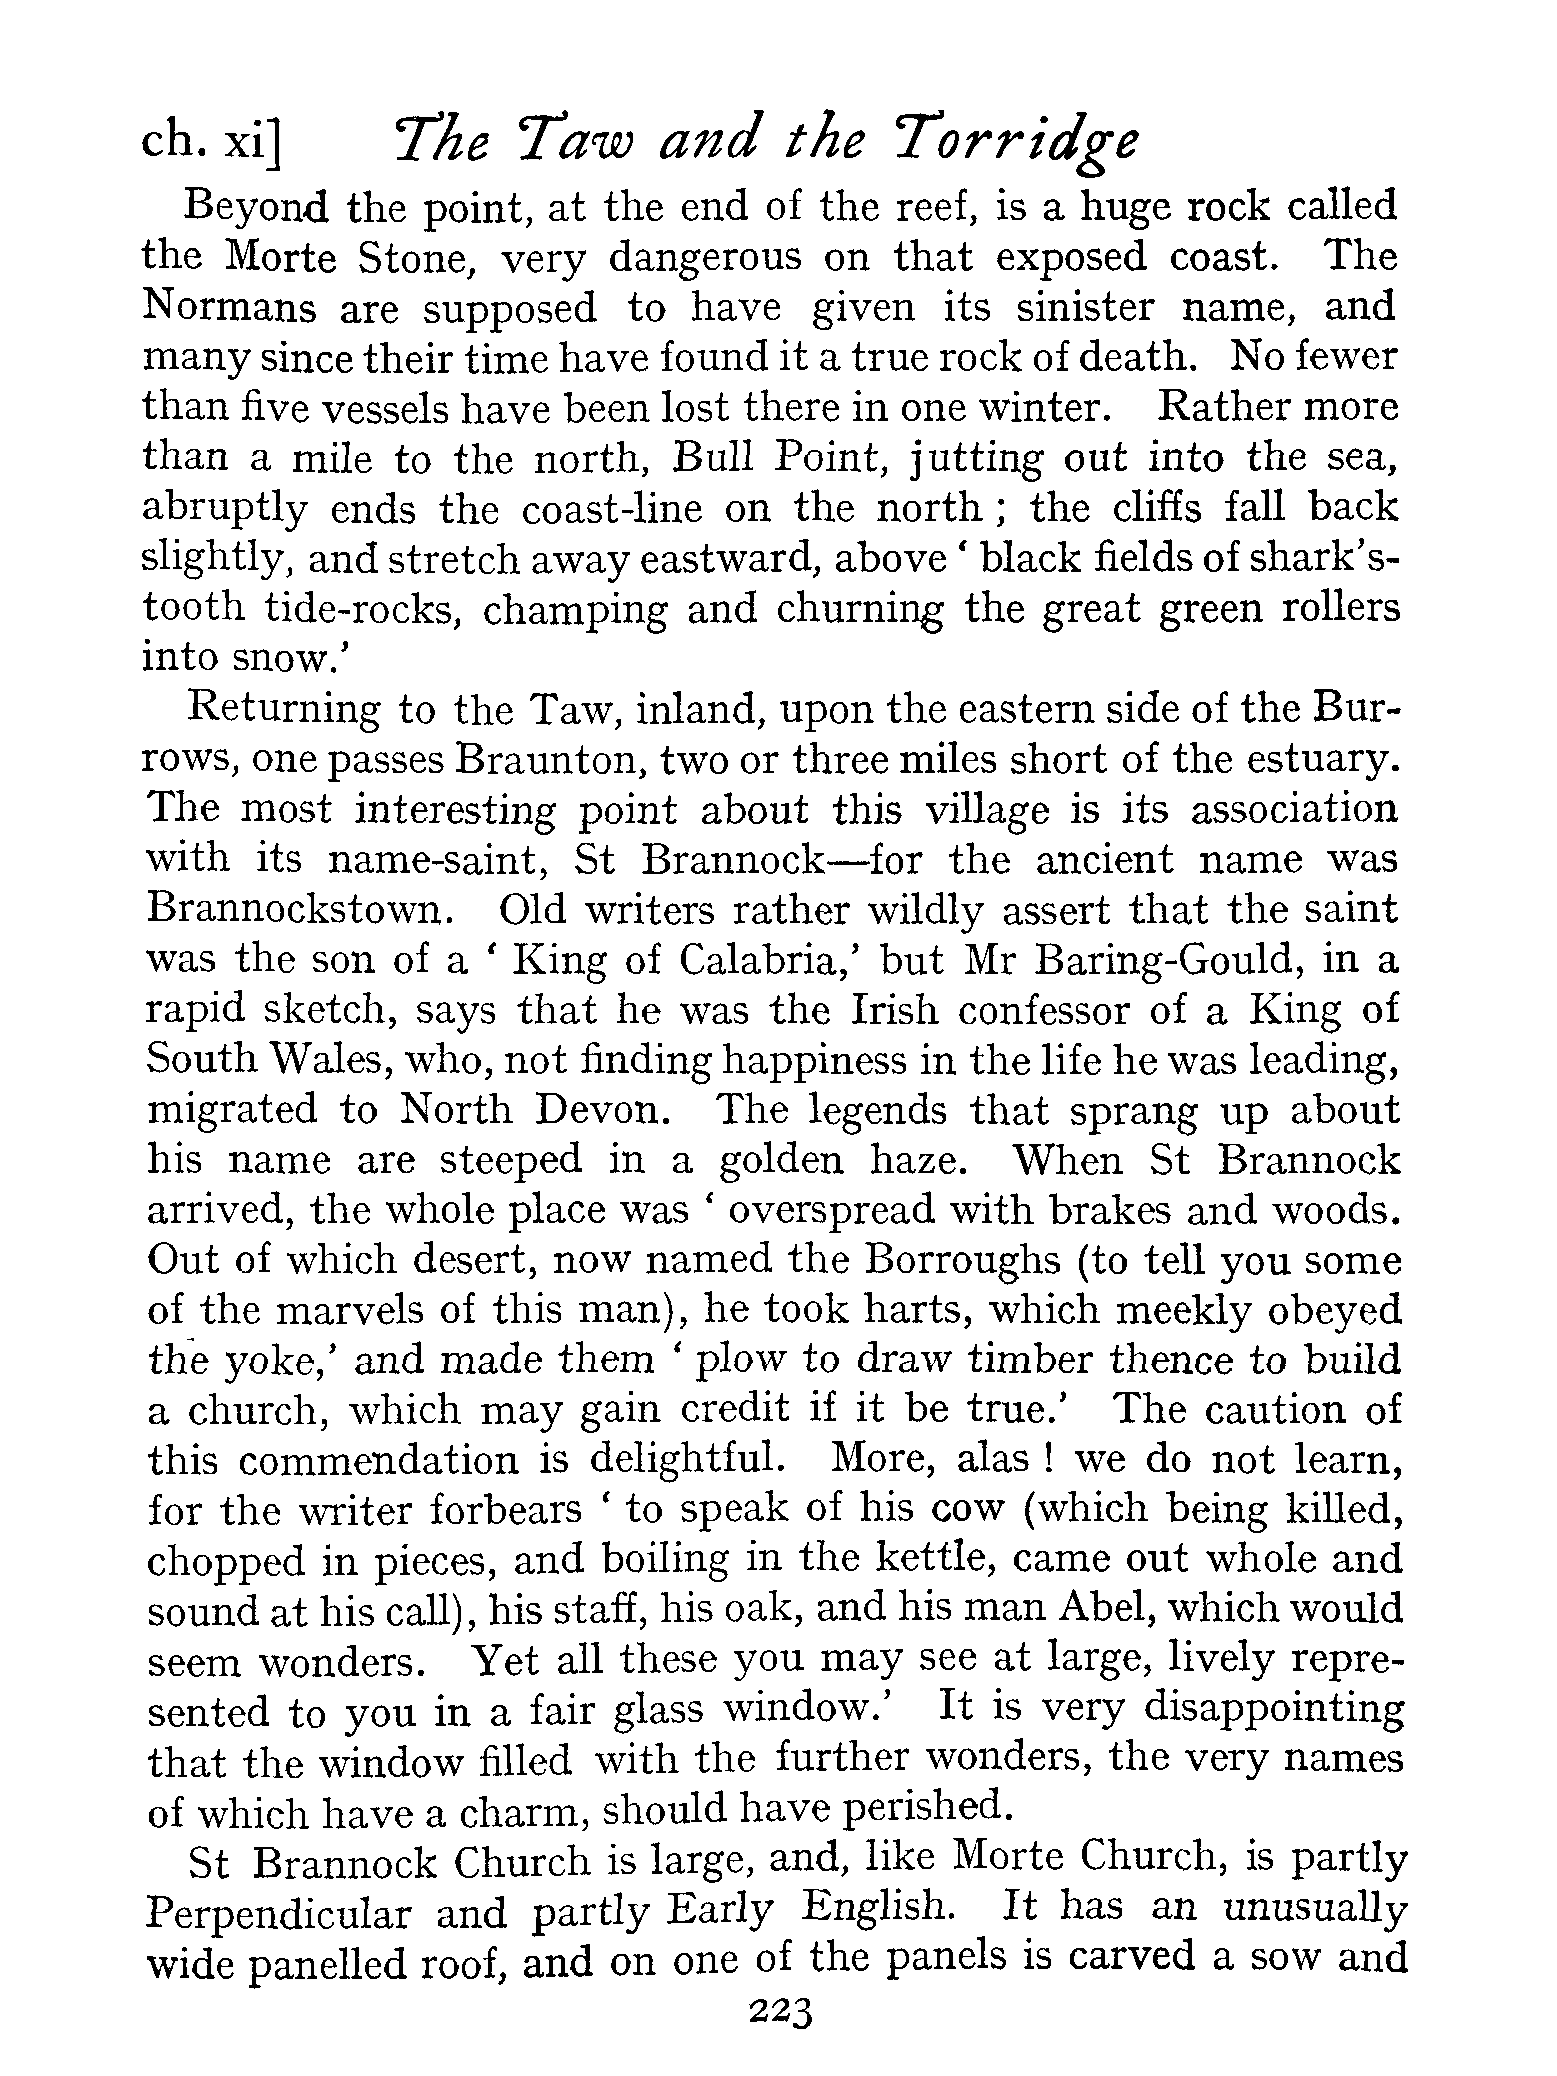 ch. xi] The Taw and the Torridge
Beyond the point, at the end of the reef, is a huge rock called
the Morte Stone, very dangerous on that exposed coast. The
Normans are supposed to have given its sinister name, and
many since their time have found it a true rock of death. No fewer
than five vessels have been lost there in one winter. Rather more
than a mile to the north, Bull Point, jutting out into the sea,
abruptly ends the coast-line on the north ; the cliffs fall back
slightly, and stretch away eastward, above ‘ black fields of shark’s-
tooth tide-rocks, champing and churning the great green rollers
into snow.’
Returning to the Taw, inland, upon the eastern side of the Bur-
rows, one passes Braunton, two or three miles short of the estuary.
The most interesting point about this village is its association
with its name-saint, St Brannock—for the ancient name was
Brannockstown. Old writers rather wildly assert that the saint
was the son of a ‘ King of Calabria,’ but Mr Baring-Gould, in a
rapid sketch, says that he was the Irish confessor of a King of
South Wales, who, not finding happiness in the life he was leading,
migrated to North Devon. The legends that sprang up about
his name are steeped in a golden haze. When St Brannock
arrived, the whole place was ‘ overspread with brakes and woods.
Out of which desert, now named the Borroughs (to tell you some
of the marvels of this man), he took harts, which meekly obeyed
the yoke,’ and made them ‘ plow to draw timber thence to build
a church, which may gain credit if it be true.’ The caution of
this commendation is delightful. More, alas ! we do not learn,
for the writer forbears ‘ to speak of his cow (which being killed,
chopped in pieces, and boiling in the kettle, came out whole and
sound at his call), his staff, his oak, and his man Abel, which would
seem wonders. Yet all these you may see at large, lively repre-
sented to you in a fair glass window.’ It is very disappointing
that the window filled with the further wonders, the very names
of which have a charm, should have perished.
St Brannock Church is large, and, like Morte Church, is partly
Perpendicular and partly Early English. It has an unusually
wide panelled roof, and on one of the panels is carved a sow and
223